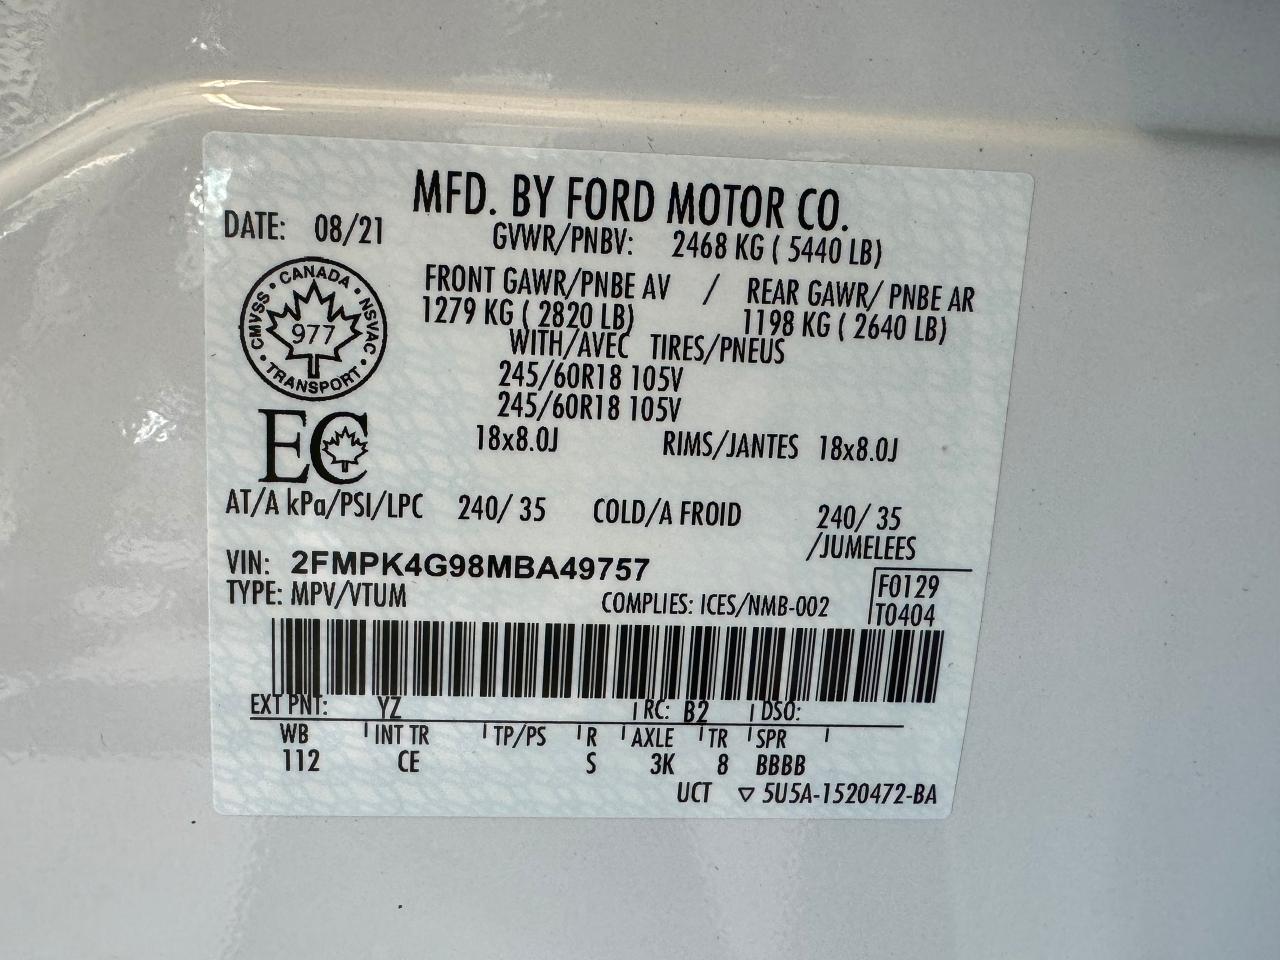 MFD. BY FORD MOTOR CO.
DATE: 08/21
GVWR/PNBV: 2468 KG ( 5440 LB)
FRONT GAWR/PNBE AV / REAR GAWR/ PNBE AR
1279 KG ( 2820 LB) 1198 KG ( 2640 LB)
WITH/AVEC TIRES/PNEUS
245/60R18 105V
245/60R18 105V
18x8.0J RIMS/JANTES 18x8.0J
CANADA
CMVSS
NSVAC
977
TRANSPORT
EC
AT/A kPa/PSI/LPC 240/ 35 COLD/A FROID 240/ 35
/JUMELEES
VIN: 2FMPK4G98MBA49757
TYPE: MPV/VTUM
COMPLIES: ICES/NMB-002
F0129
T0404
EXT PNT: YZ RC: B2 DSO:
WB INT TR TP/PS R AXLE TR SPR
112 CE S 3K 8 BBBB
UCT ▽ 5U5A-1520472-BA